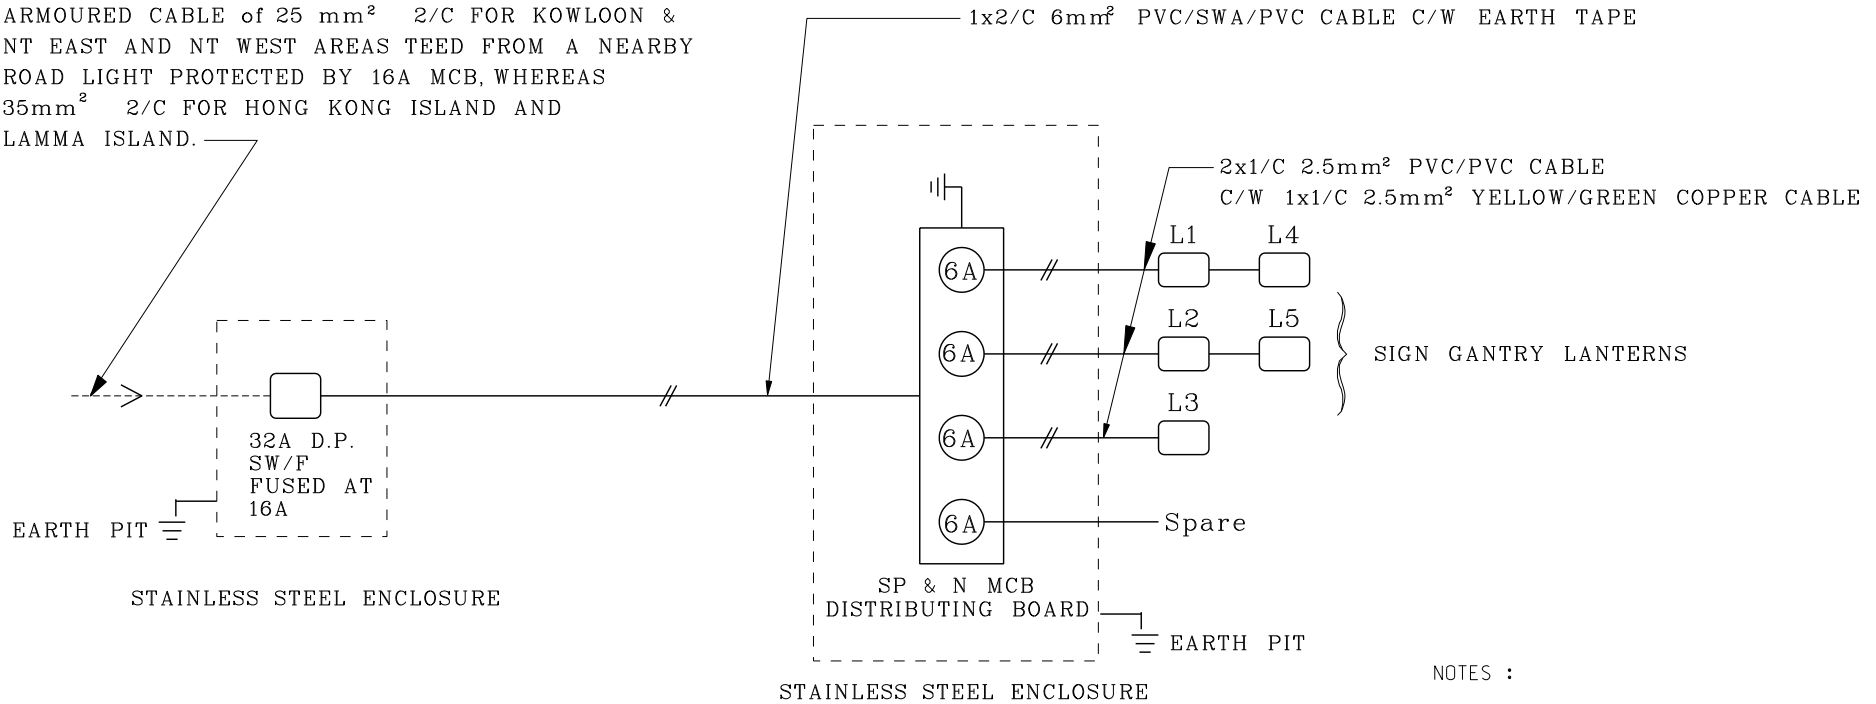 ARMOURED CABLE of 25 mm² 2/C FOR KOWLOON &
NT EAST AND NT WEST AREAS TEED FROM A NEARBY
ROAD LIGHT PROTECTED BY 16A MCB, WHEREAS
35mm² 2/C FOR HONG KONG ISLAND AND
LAMMA ISLAND.
1x2/C 6mm² PVC/SWA/PVC CABLE C/W EARTH TAPE
2x1/C 2.5mm² PVC/PVC CABLE
C/W 1x1/C 2.5mm² YELLOW/GREEN COPPER CABLE
L1 L4
6A
L2 L5
6A
SIGN GANTRY LANTERNS
L3
6A
6A
Spare
32A D.P.
SW/F
FUSED AT
16A
EARTH PIT
STAINLESS STEEL ENCLOSURE
SP & N MCB
DISTRIBUTING BOARD
EARTH PIT
STAINLESS STEEL ENCLOSURE
NOTES :